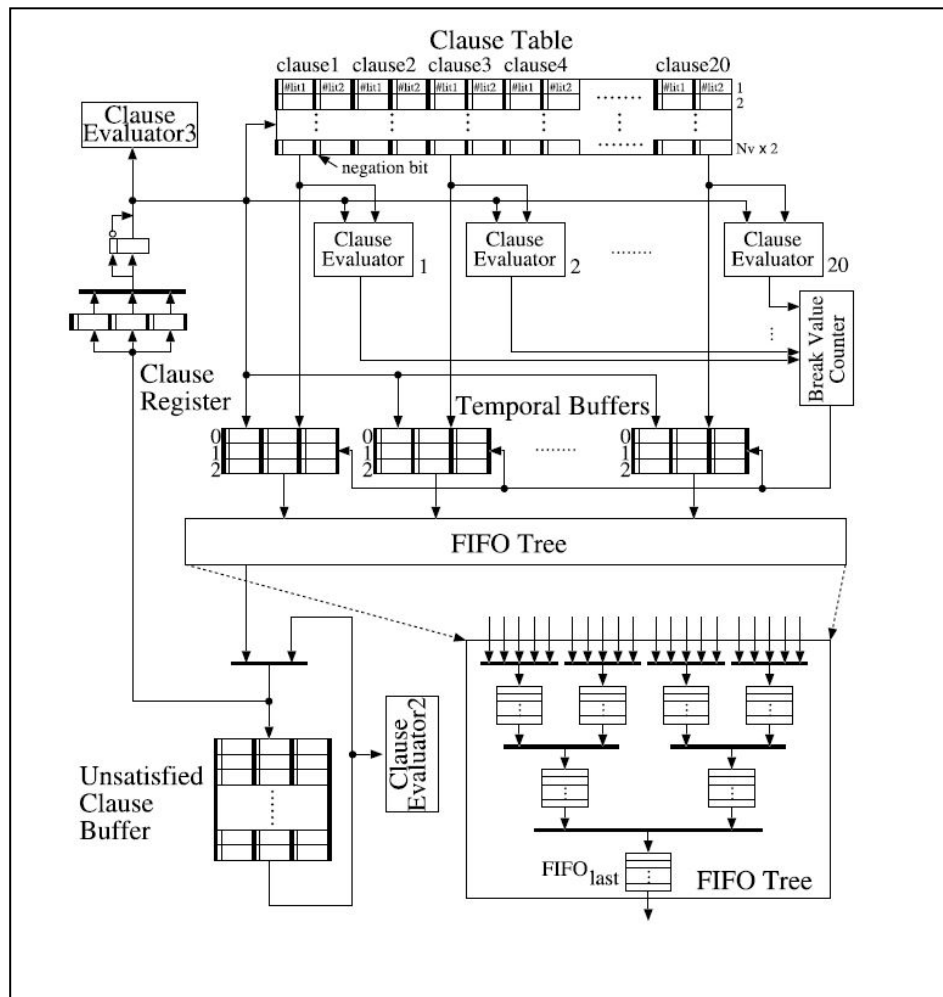 Clause Table
clause1 clause2 clause3 clause4 clause20
#lit1 #lit2 #lit1 #lit2 #lit1 #lit2 #lit1 #lit2 ........ #lit1 #lit2 1
2
Clause
Evaluator3
........ Nv x 2
negation bit
Clause
Evaluator 1
Clause
Evaluator 2
........
Clause
Evaluator 20
Break Value
Counter
Clause
Register
Temporal Buffers
0
1
2
0
1
2
........
0
1
2
FIFO Tree
Clause
Evaluator2
Unsatisfied
Clause
Buffer
FIFOlast
FIFO Tree